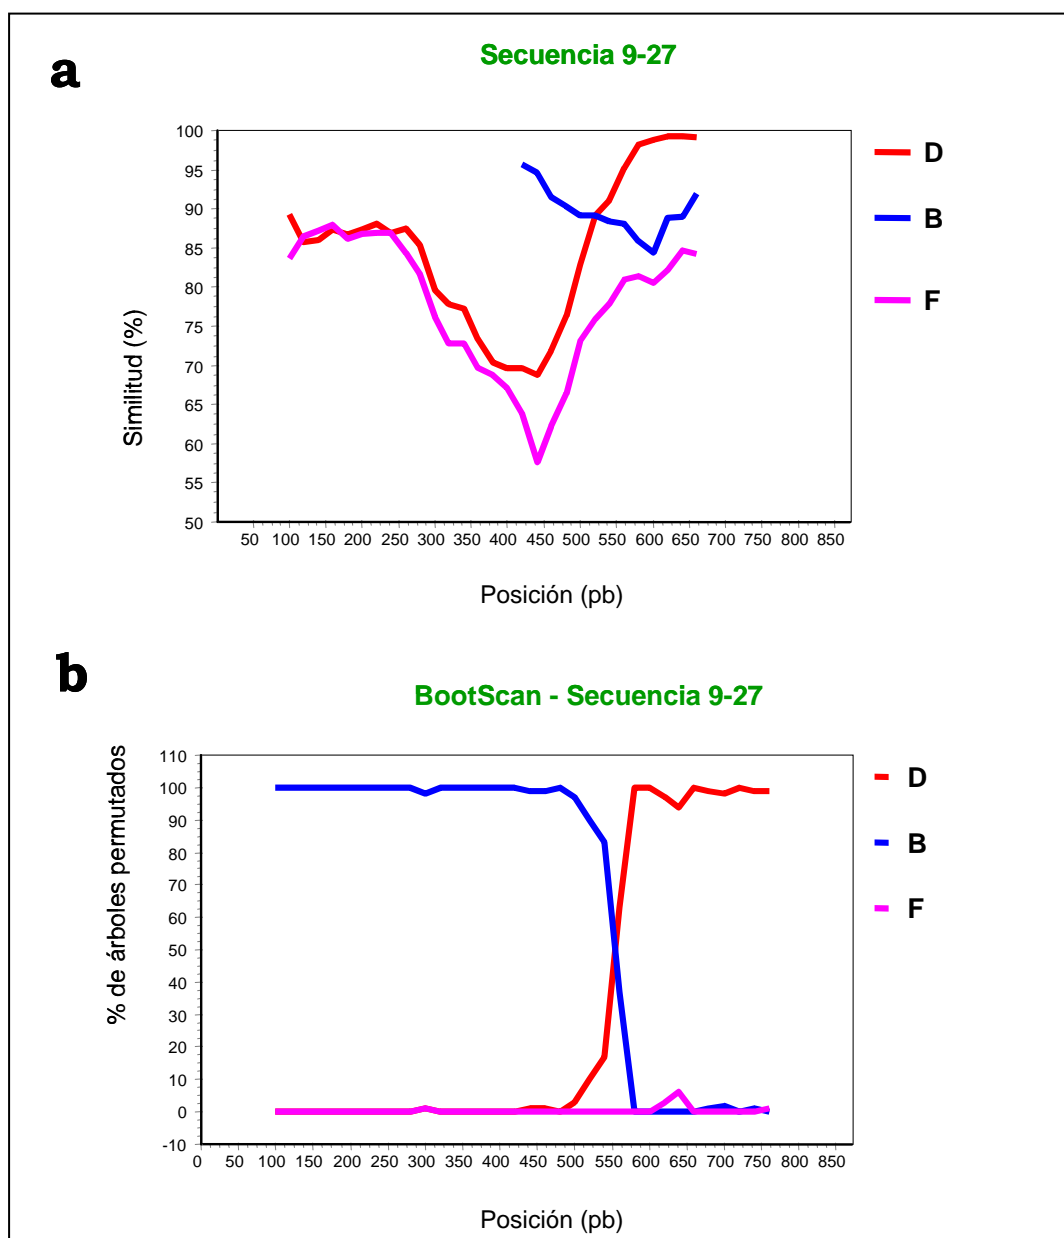 a
Secuencia 9-27
100
95
90
85
80
75
70
65
60
55
50
Similitud (%)
50 100 150 200 250 300 350 400 450 500 550 600 650 700 750 800 850
Posición (pb)
D
B
F
b
BootScan - Secuencia 9-27
110
100
90
80
70
60
50
40
30
20
10
0
-10
% de árboles permutados
0 50 100 150 200 250 300 350 400 450 500 550 600 650 700 750 800 850
Posición (pb)
D
B
F